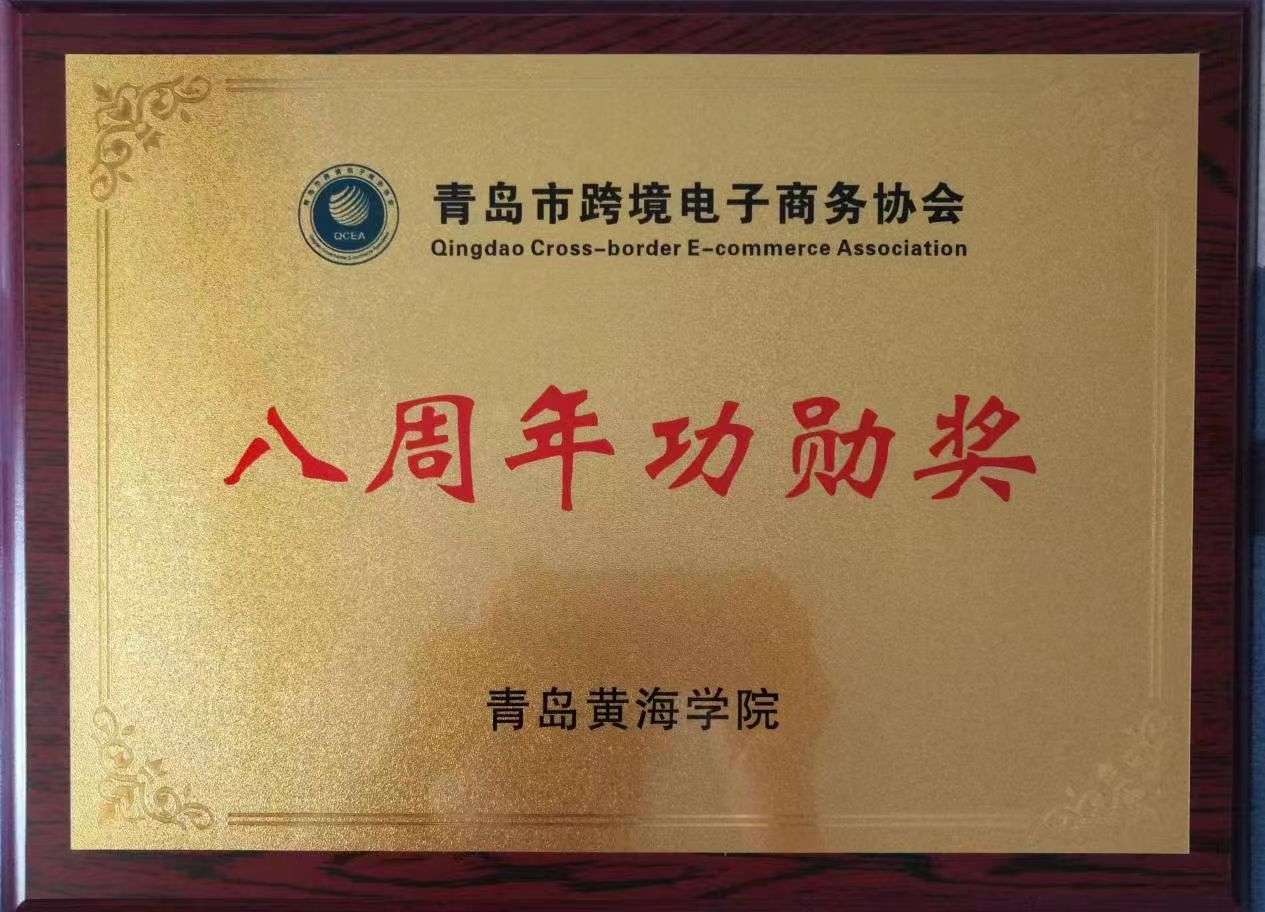 青岛市跨境电子商务协会
QCEA
Qingdao Cross-border E-commerce Association
八周年功勋奖
青岛黄海学院